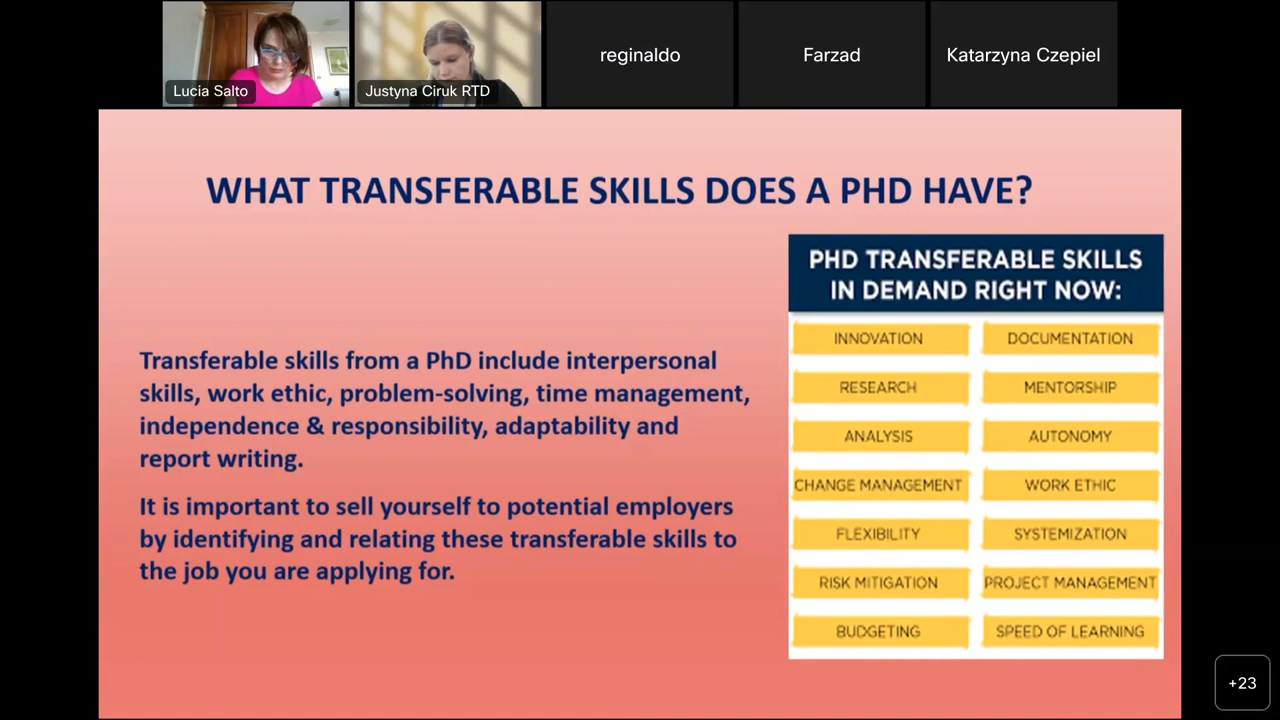 Lucia Salto
Justyna Ciruk RTD
reginaldo
Farzad
Katarzyna Czepiel
WHAT TRANSFERABLE SKILLS DOES A PHD HAVE?
Transferable skills from a PhD include interpersonal
skills, work ethic, problem-solving, time management,
independence & responsibility, adaptability and
report writing.
It is important to sell yourself to potential employers
by identifying and relating these transferable skills to
the job you are applying for.
PHD TRANSFERABLE SKILLS
IN DEMAND RIGHT NOW:
INNOVATION
DOCUMENTATION
RESEARCH
MENTORSHIP
ANALYSIS
AUTONOMY
CHANGE MANAGEMENT
WORK ETHIC
FLEXIBILITY
SYSTEMIZATION
RISK MITIGATION
PROJECT MANAGEMENT
BUDGETING
SPEED OF LEARNING
+23